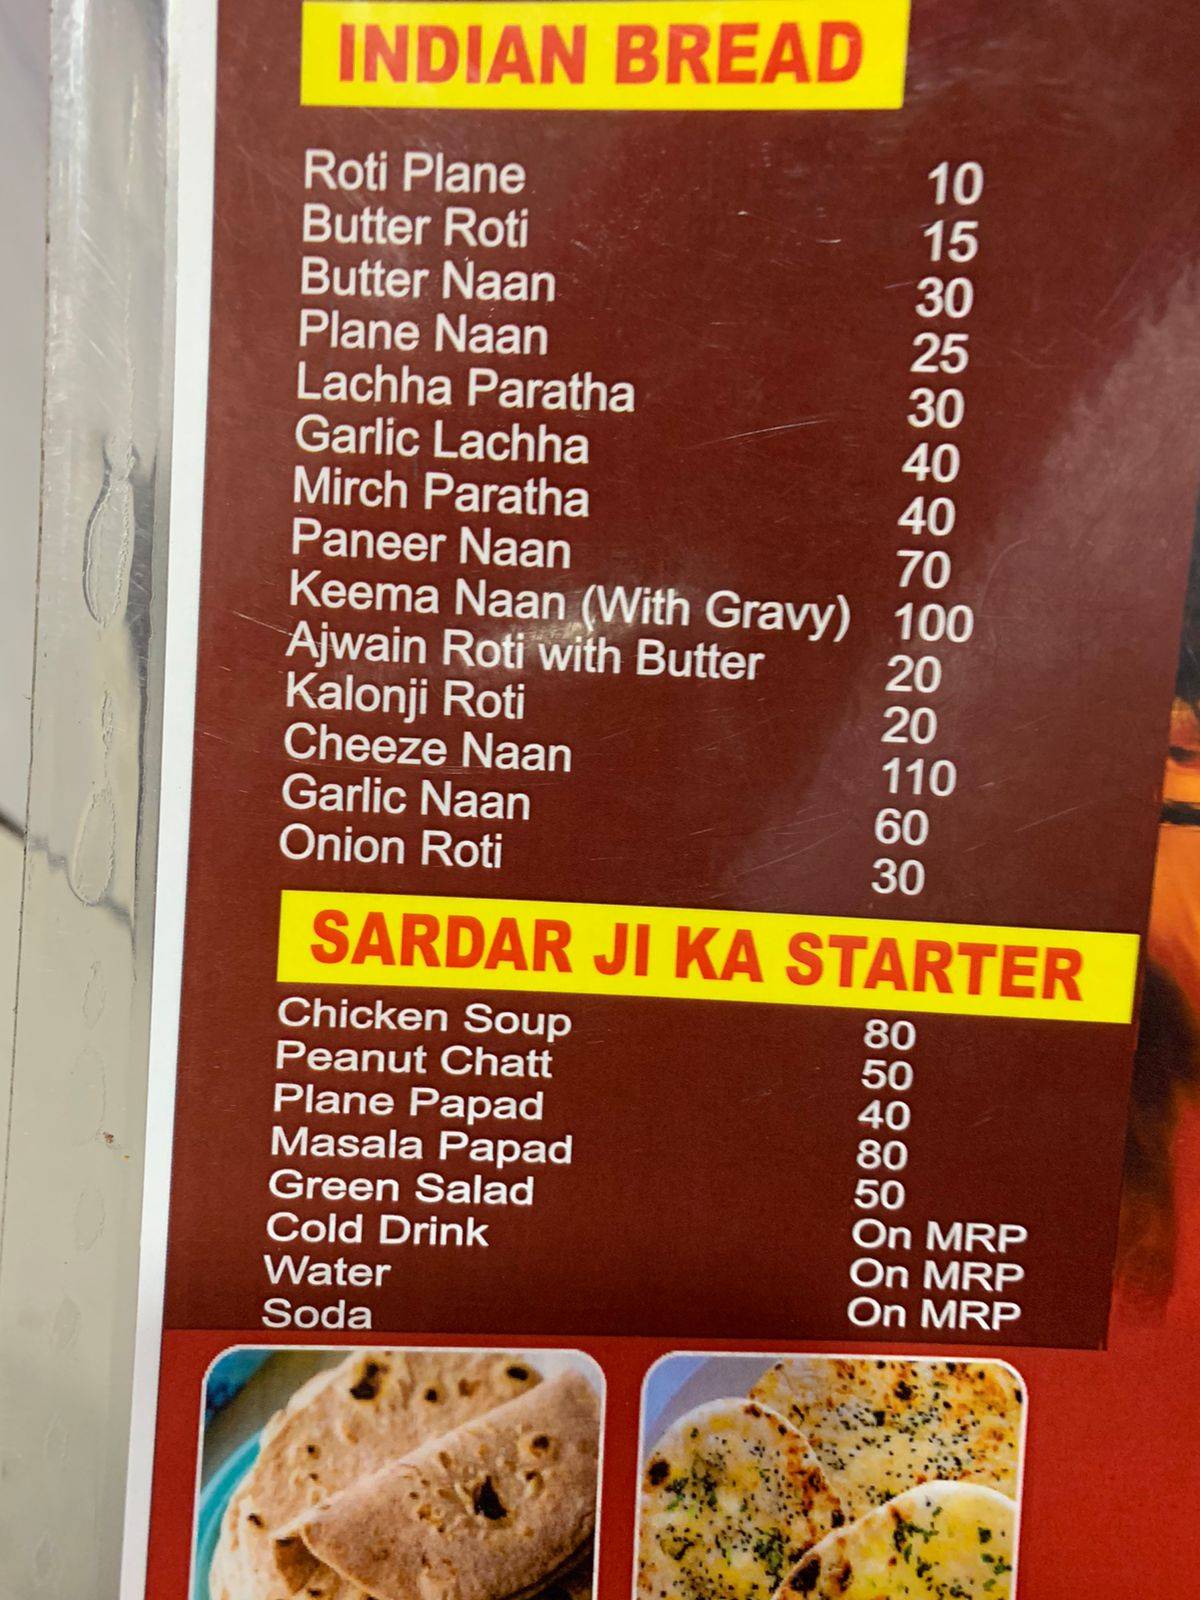 INDIAN BREAD
Roti Plane 10
Butter Roti 15
Butter Naan 30
Plane Naan 25
Lachha Paratha 30
Garlic Lachha 40
Mirch Paratha 40
Paneer Naan 70
Keema Naan (With Gravy) 100
Ajwain Roti with Butter 20
Kalonji Roti 20
Cheeze Naan 110
Garlic Naan 60
Onion Roti 30
SARDAR JI KA STARTER
Chicken Soup 80
Peanut Chatt 50
Plane Papad 40
Masala Papad 80
Green Salad 50
Cold Drink On MRP
Water On MRP
Soda On MRP